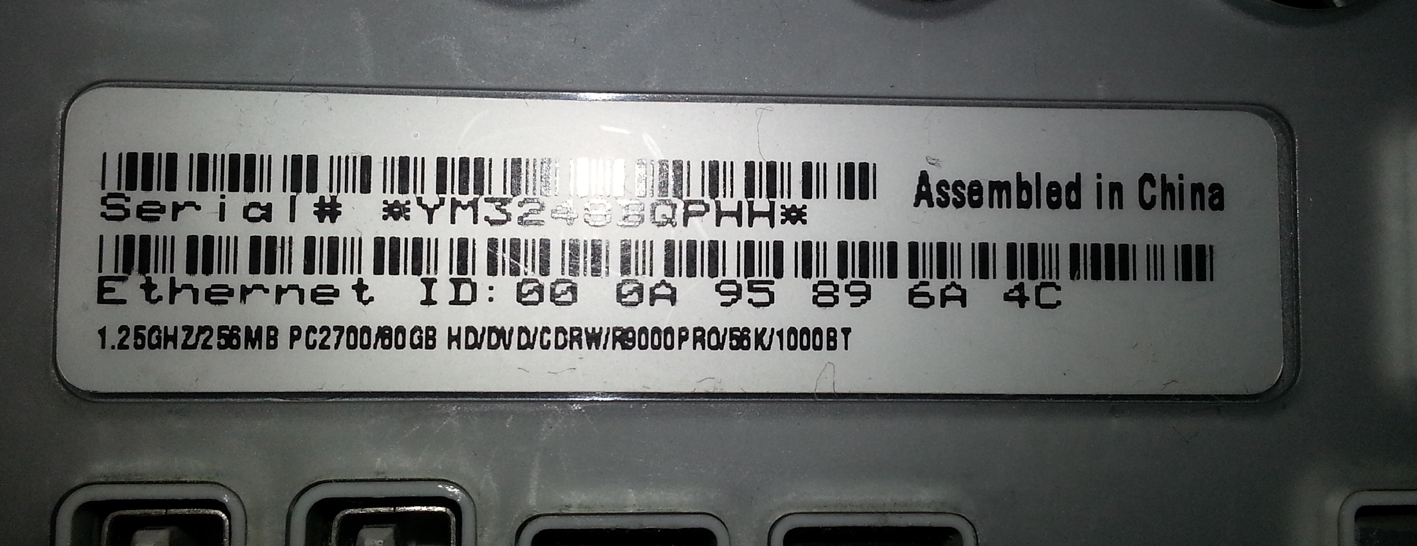 Assembled in China
Serial# *YM32483QPHH*
Ethernet ID: 00 0A 95 89 6A 4C
1.25GHZ/256MB PC2700/80GB HD/DVD/CDRW/R9000PRO/56K/1000BT